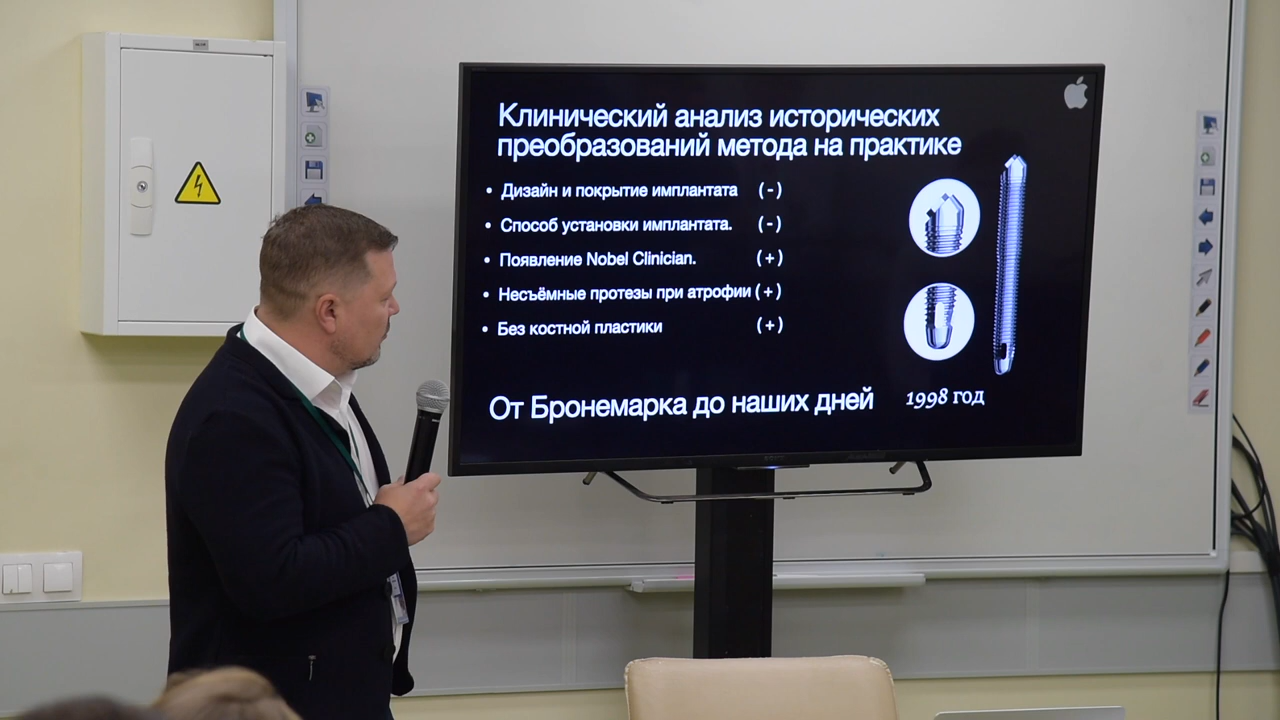 Клинический анализ исторических
преобразований метода на практике
• Дизайн и покрытие имплантата (-)
• Способ установки имплантата. (-)
• Появление Nobel Clinician. (+)
• Несъёмные протезы при атрофии (+)
• Без костной пластики (+)
От Бронемарка до наших дней
1998 год